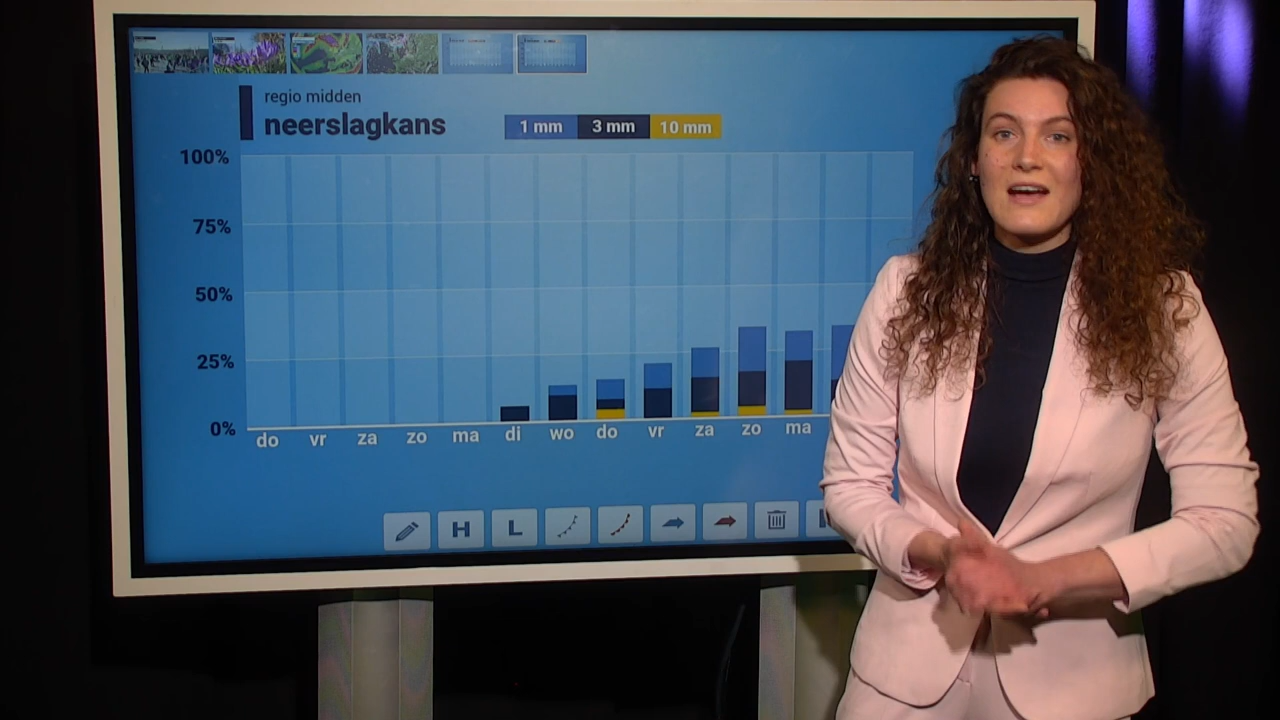 regio midden
neerslagkans
1 mm 3 mm 10 mm
100%
75%
50%
25%
0%
do vr za zo ma di wo do vr za zo ma
H L